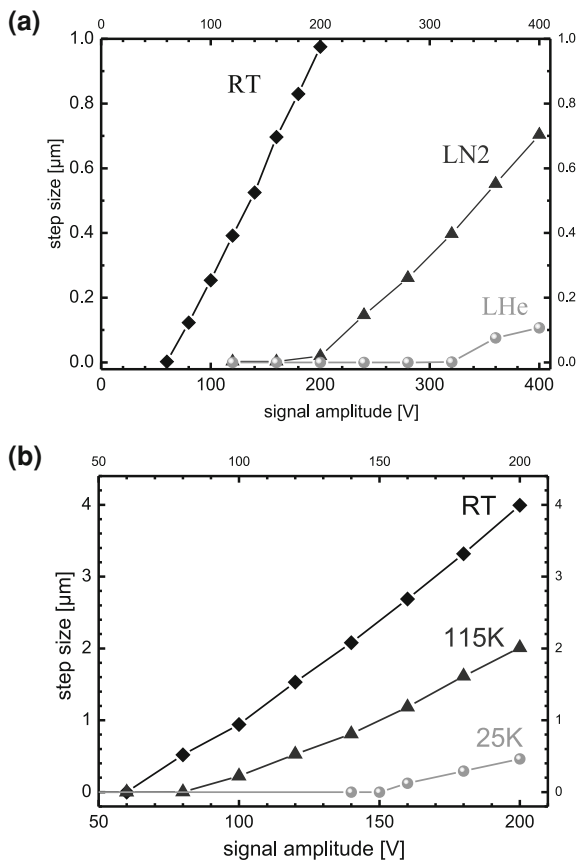 (a)
0 100 200 300 400
1.0 1.0
RT
0.8 0.8
LN2
0.6 0.6
step size [µm]
0.4 0.4
0.2 LHe 0.2
0.0 0.0
0 100 200 300 400
signal amplitude [V]
(b)
50 100 150 200
4 RT 4
3 3
step size [µm]
2 115K 2
1 1
25K
0 0
50 100 150 200
signal amplitude [V]